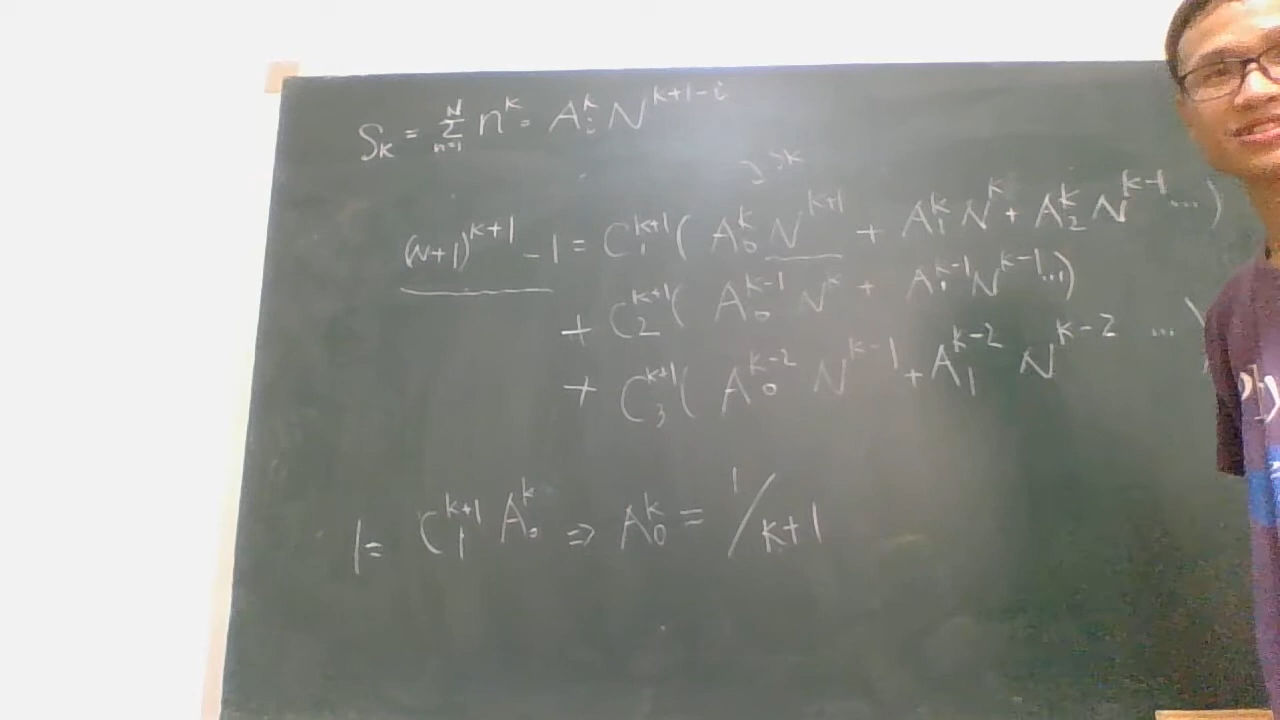 S_K = \sum_{n=1}^{N} n^k = A_i^k N^{k+1-i}
(N+1)^{k+1} - 1 = C_1^{k+1} ( A_0^k N^{k+1} + A_1^k N^k + A_2^k N^{k-1} ... )
+ C_2^{k+1} ( A_0^{k-1} N^k + A_1^{k-1} N^{k-1} ... )
+ C_3^{k+1} ( A_0^{k-2} N^{k-1} + A_1^{k-2} N^{k-2} ... )
1 = C_1^{k+1} A_0^k ⇒ A_0^k = 1/k+1